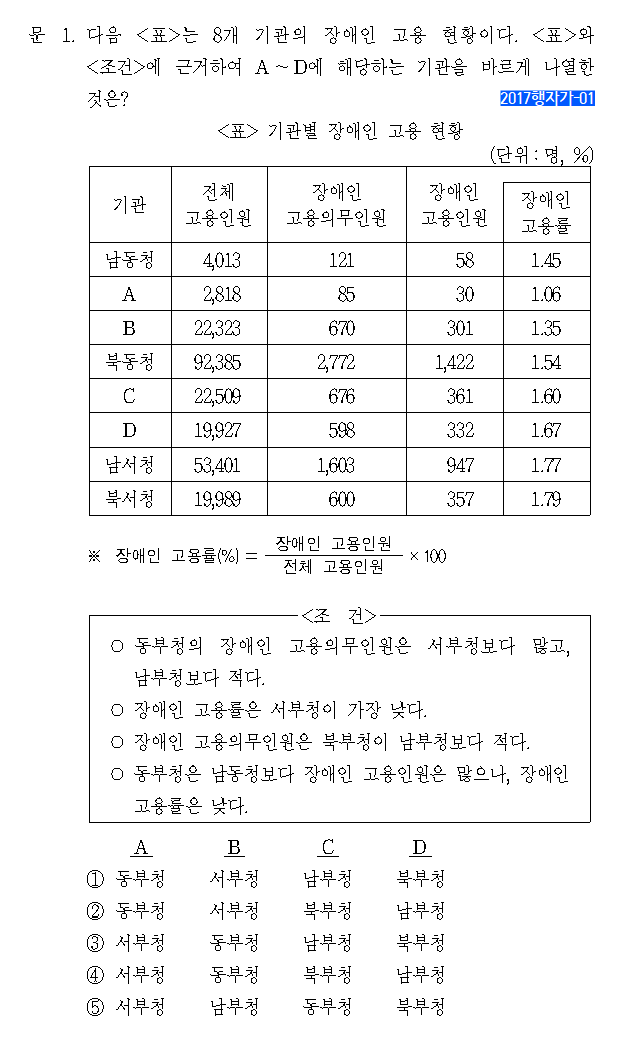 문 1. 다음 <표>는 8개 기관의 장애인 고용 현황이다. <표>와
<조건>에 근거하여 A ~ D에 해당하는 기관을 바르게 나열한
것은?
2017행자가-01
<표> 기관별 장애인 고용 현황
(단위 : 명, %)
기관 전체 고용인원 장애인 고용의무인원 장애인 고용인원 장애인 고용률
남동청 4,013 121 58 1.45
A 2,818 85 30 1.06
B 22,323 670 301 1.35
북동청 92,385 2,772 1,422 1.54
C 22,509 676 361 1.60
D 19,927 598 332 1.67
남서청 53,401 1,603 947 1.77
북서청 19,989 600 357 1.79
※ 장애인 고용률(%) = 장애인 고용인원 / 전체 고용인원 × 100
<조 건>
○ 동부청의 장애인 고용의무인원은 서부청보다 많고,
남부청보다 적다.
○ 장애인 고용률은 서부청이 가장 낮다.
○ 장애인 고용의무인원은 북부청이 남부청보다 적다.
○ 동부청은 남동청보다 장애인 고용인원은 많으나, 장애인
고용률은 낮다.
A B C D
① 동부청 서부청 남부청 북부청
② 동부청 서부청 북부청 남부청
③ 서부청 동부청 남부청 북부청
④ 서부청 동부청 북부청 남부청
⑤ 서부청 남부청 동부청 북부청